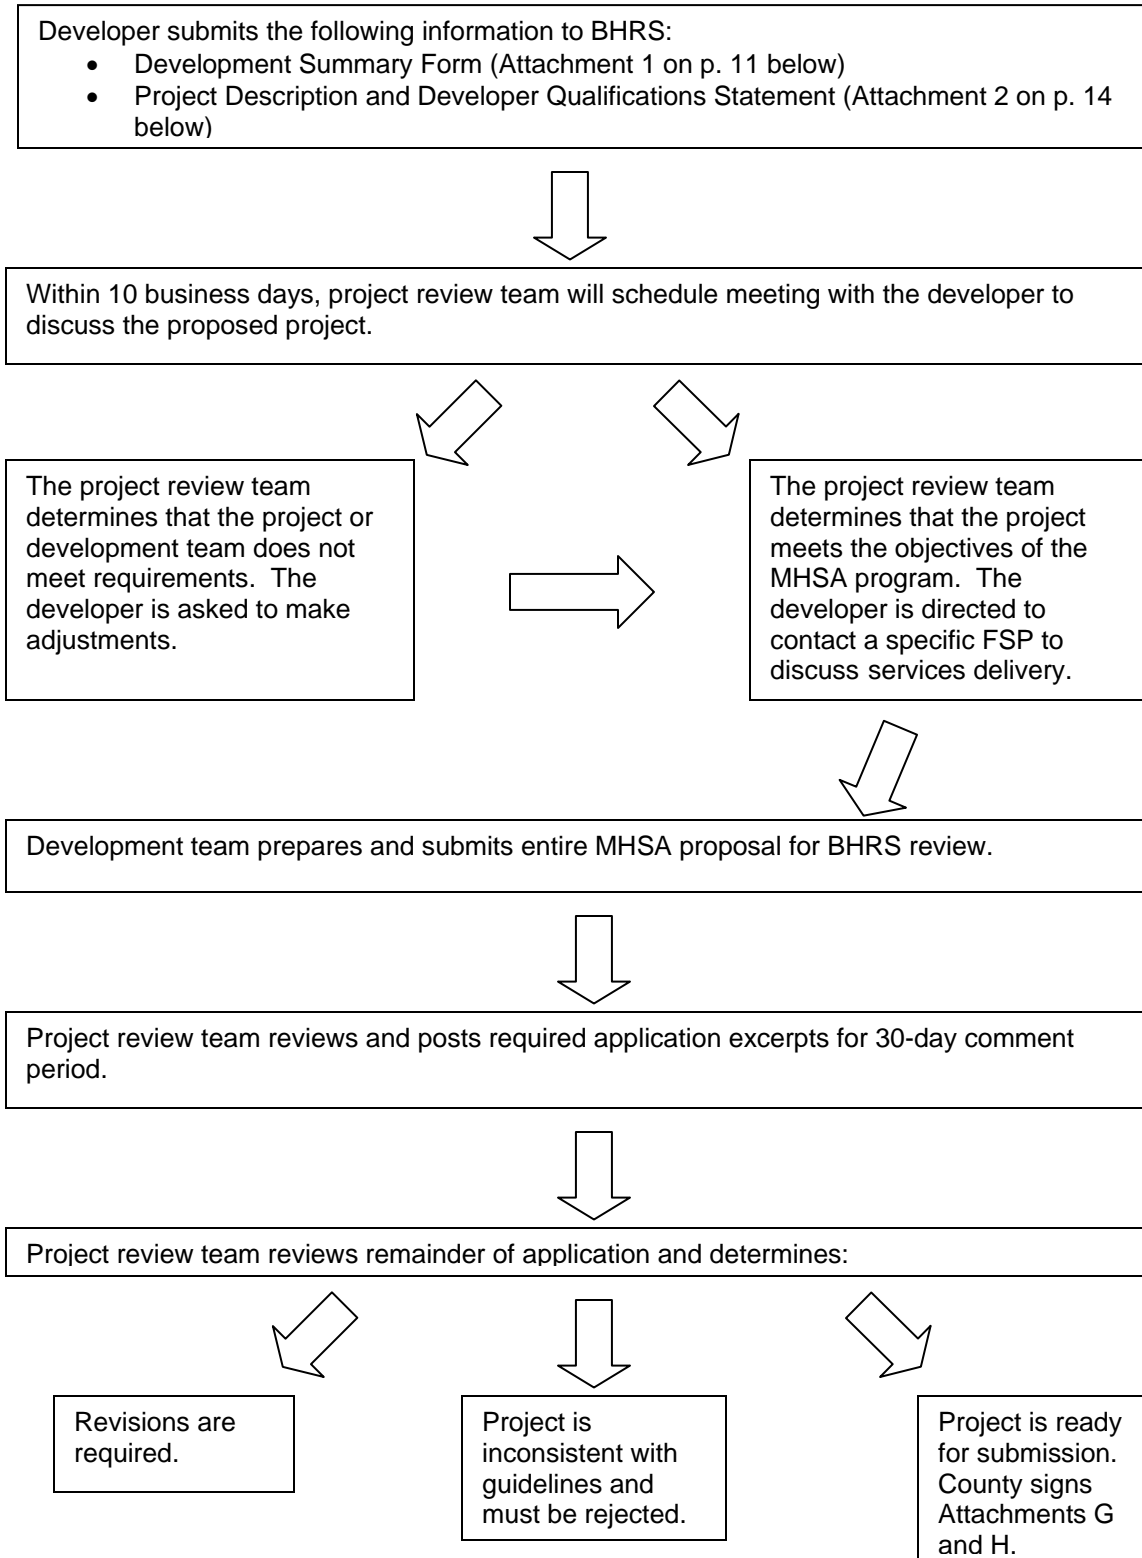 Developer submits the following information to BHRS:
• Development Summary Form (Attachment 1 on p. 11 below)
• Project Description and Developer Qualifications Statement (Attachment 2 on p. 14
below)
Within 10 business days, project review team will schedule meeting with the developer to
discuss the proposed project.
The project review team
determines that the project or
development team does not
meet requirements.  The
developer is asked to make
adjustments.
The project review team
determines that the project
meets the objectives of the
MHSA program.  The
developer is directed to
contact a specific FSP to
discuss services delivery.
Development team prepares and submits entire MHSA proposal for BHRS review.
Project review team reviews and posts required application excerpts for 30-day comment
period.
Project review team reviews remainder of application and determines:
Revisions are
required.
Project is
inconsistent with
guidelines and
must be rejected.
Project is ready
for submission.
County signs
Attachments G
and H.